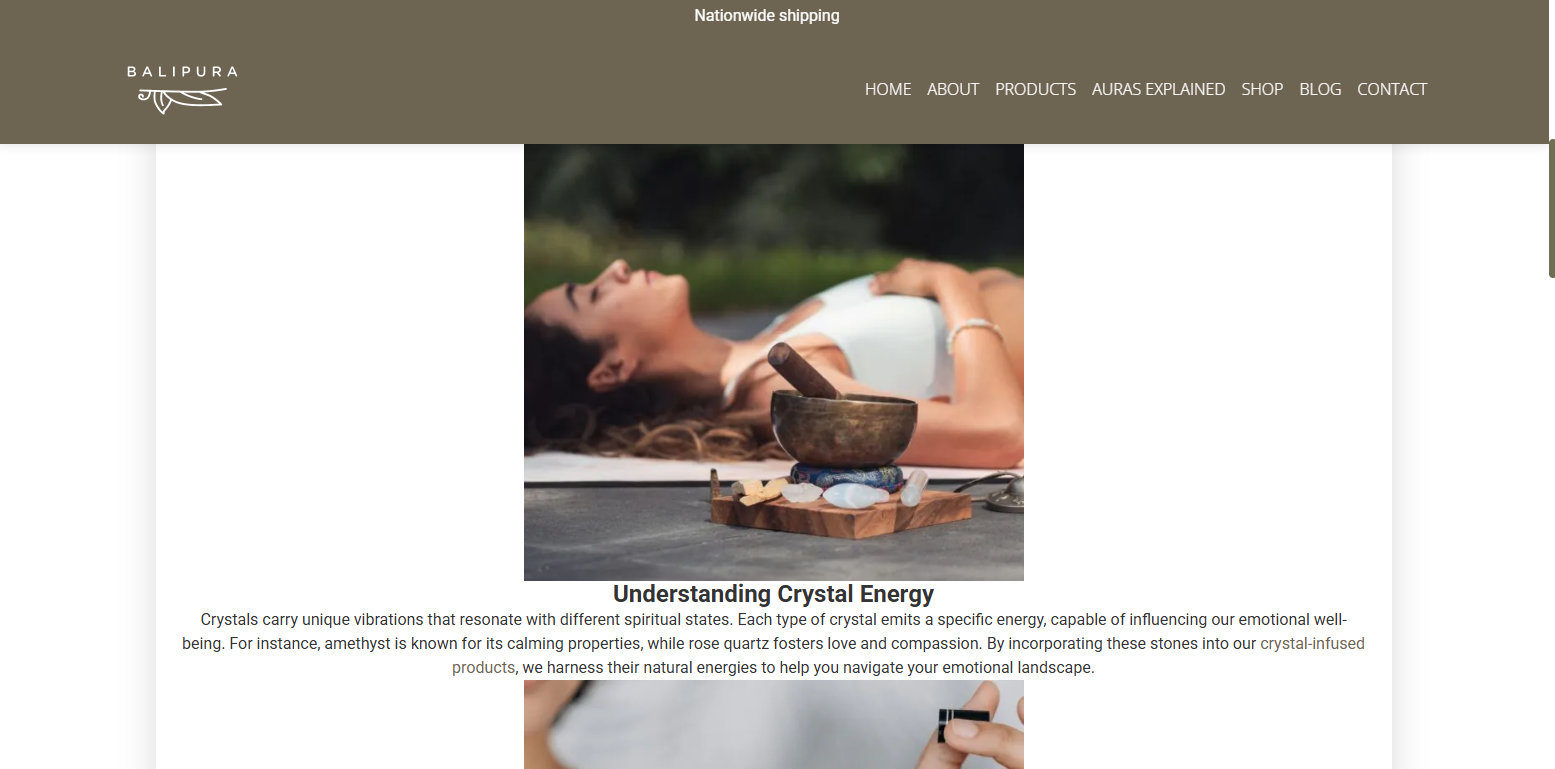 Nationwide shipping
BALIPURA
HOME ABOUT PRODUCTS AURAS EXPLAINED SHOP BLOG CONTACT
Understanding Crystal Energy
Crystals carry unique vibrations that resonate with different spiritual states. Each type of crystal emits a specific energy, capable of influencing our emotional well-
being. For instance, amethyst is known for its calming properties, while rose quartz fosters love and compassion. By incorporating these stones into our crystal-infused
products, we harness their natural energies to help you navigate your emotional landscape.